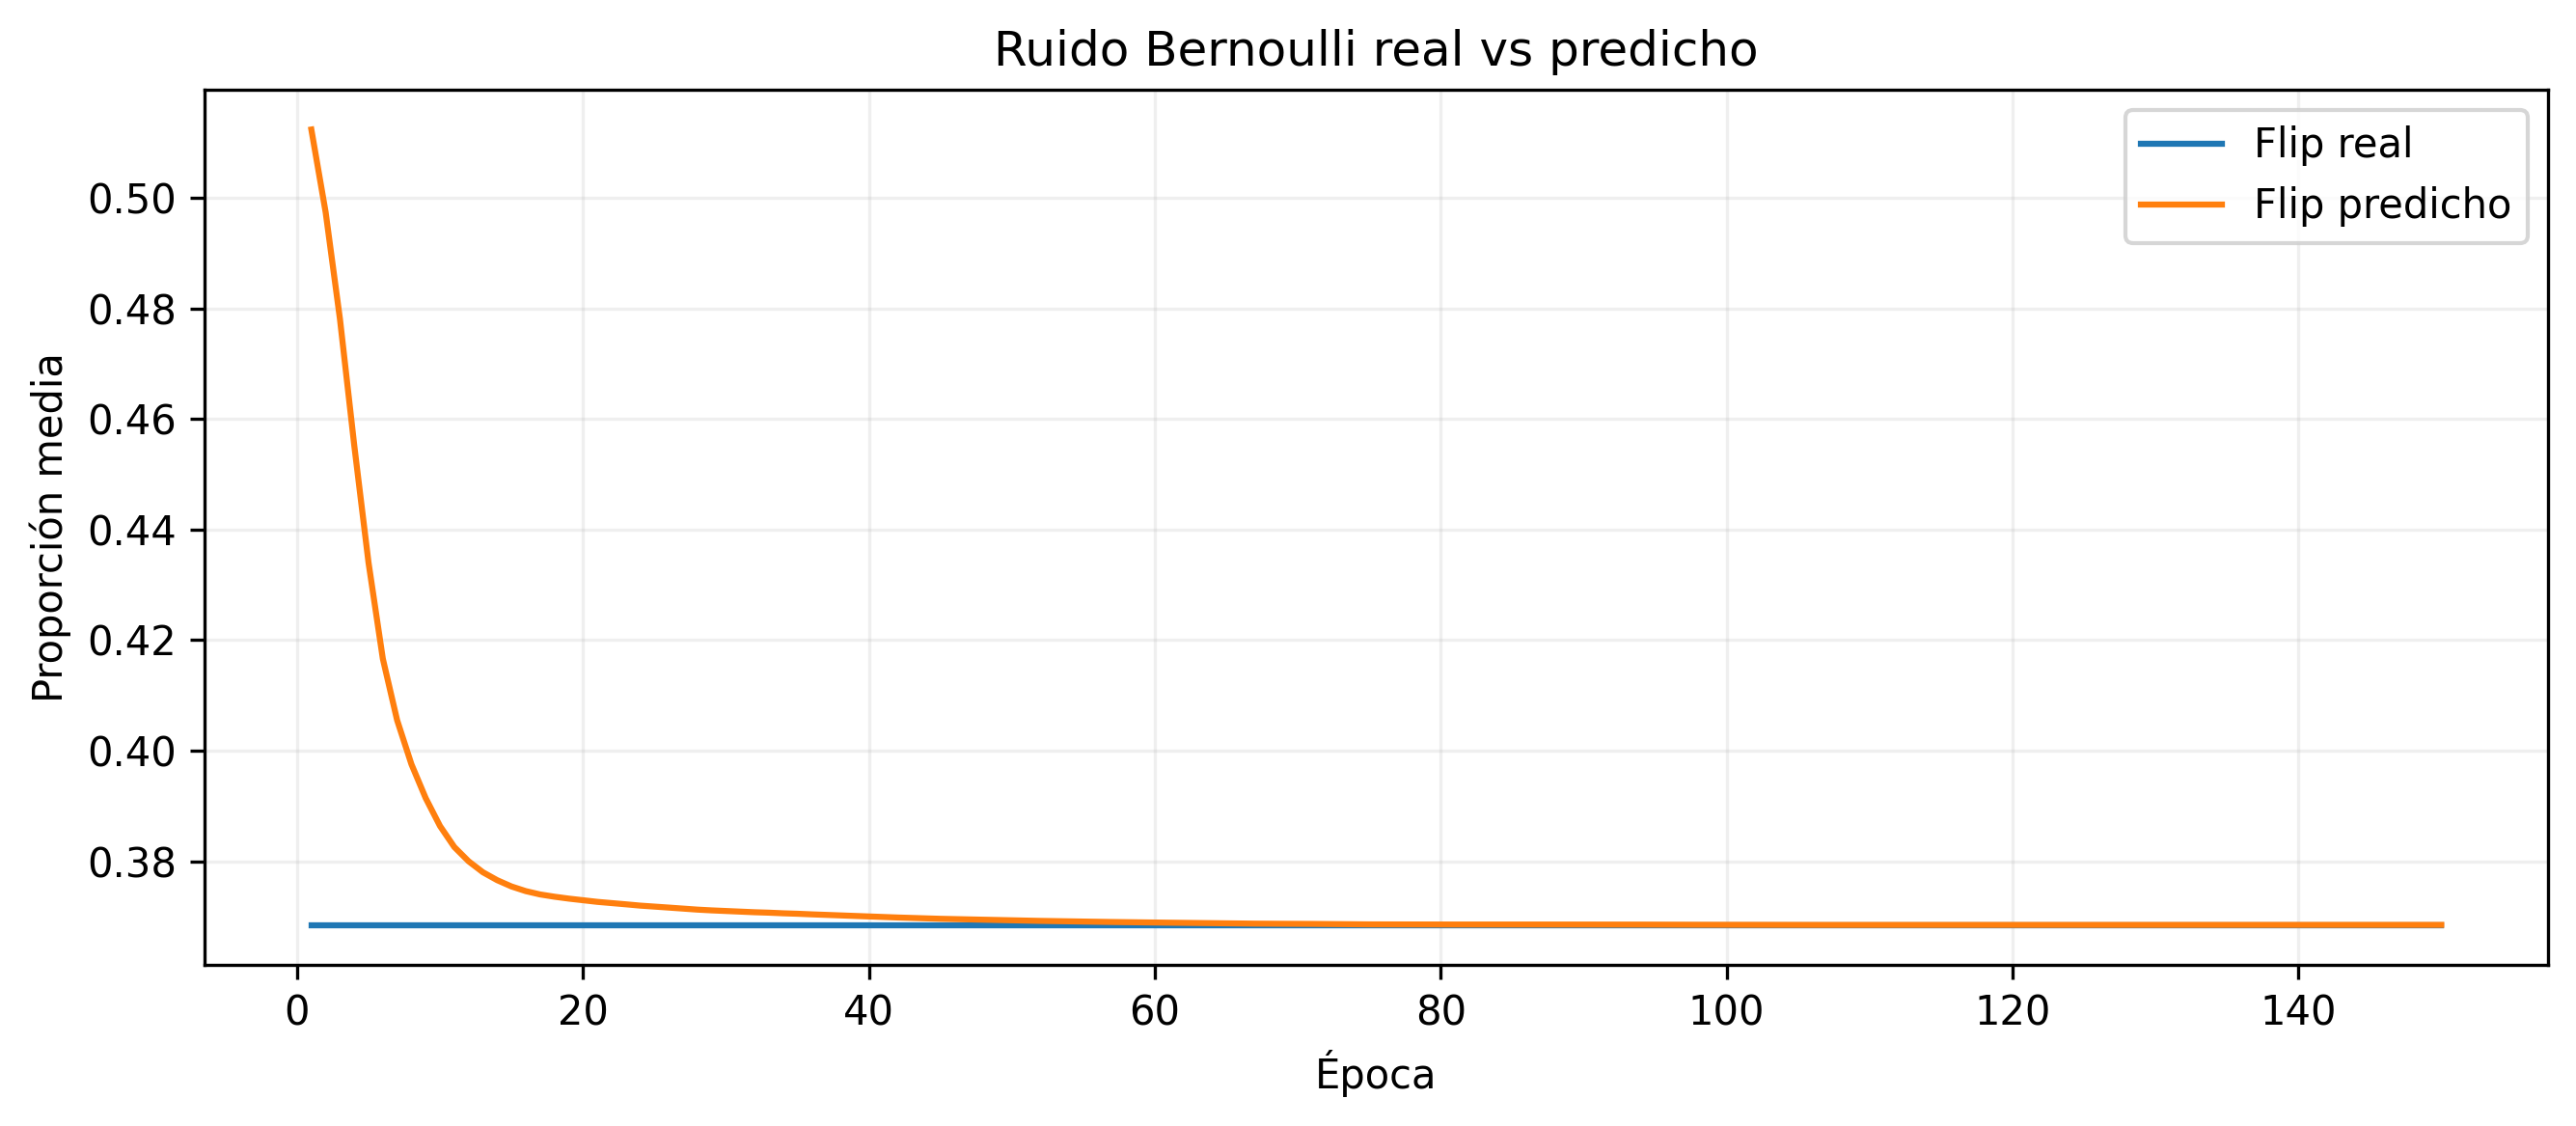 Ruido Bernoulli real vs predicho
Flip real
Flip predicho
Proporción media
0.50
0.48
0.46
0.44
0.42
0.40
0.38
0 20 40 60 80 100 120 140
Época